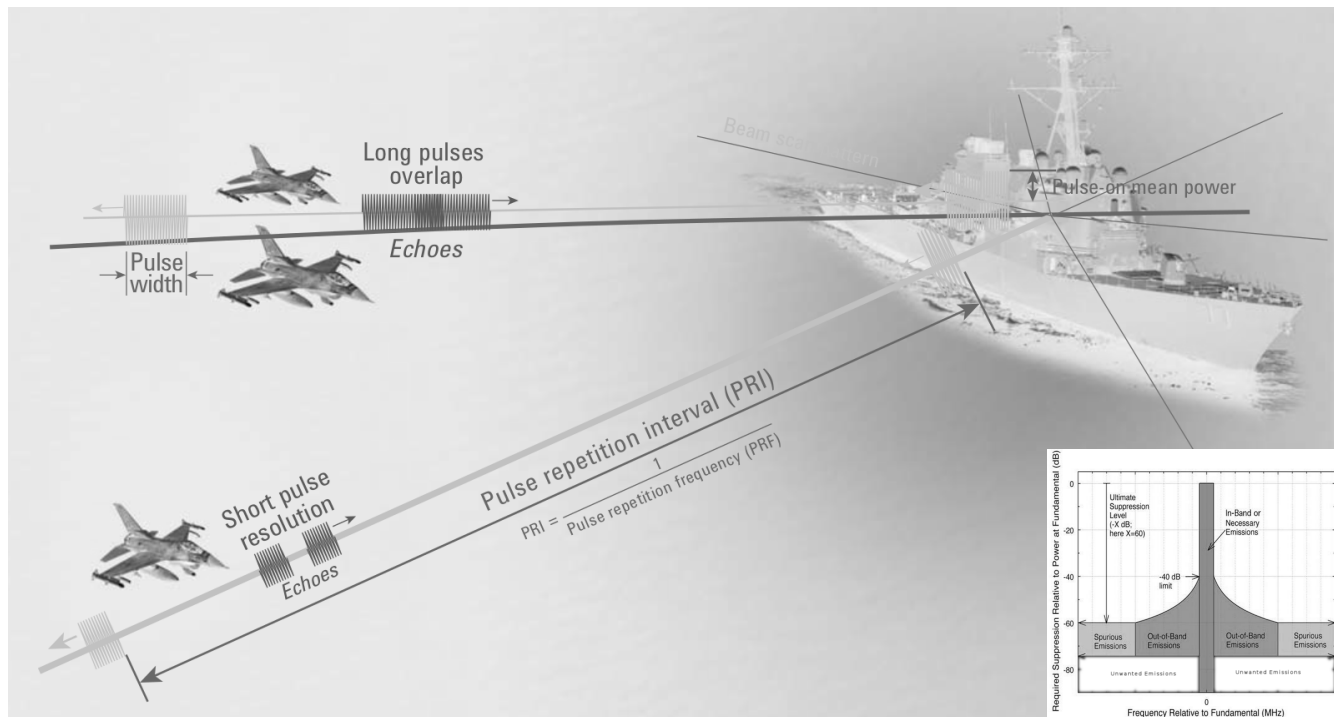 Beam scan pattern
Long pulses
overlap
Pulse-on mean power
Echoes
Pulse
width
Pulse repetition interval (PRI)
PRI =
1
Pulse repetition frequency (PRF)
Short pulse
resolution
Echoes
Required Suppression Relative to Power at Fundamental (dB)
0
-20
-40
-60
-80
Ultimate
Suppression
Level
(-X dB;
here X=60)
In-Band or
Necessary
Emissions
-40 dB
limit
Spurious
Emissions
Out-of-Band
Emissions
Out-of-Band
Emissions
Spurious
Emissions
Unwanted Emissions
Unwanted Emissions
0
Frequency Relative to Fundamental (MHz)